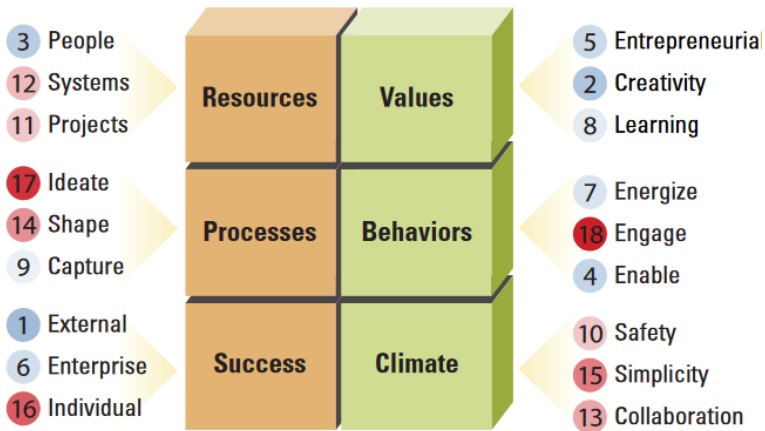 3 People
12 Systems
11 Projects
Resources
Values
5 Entrepreneurial
2 Creativity
8 Learning
17 Ideate
14 Shape
9 Capture
Processes
Behaviors
7 Energize
18 Engage
4 Enable
1 External
6 Enterprise
16 Individual
Success
Climate
10 Safety
15 Simplicity
13 Collaboration